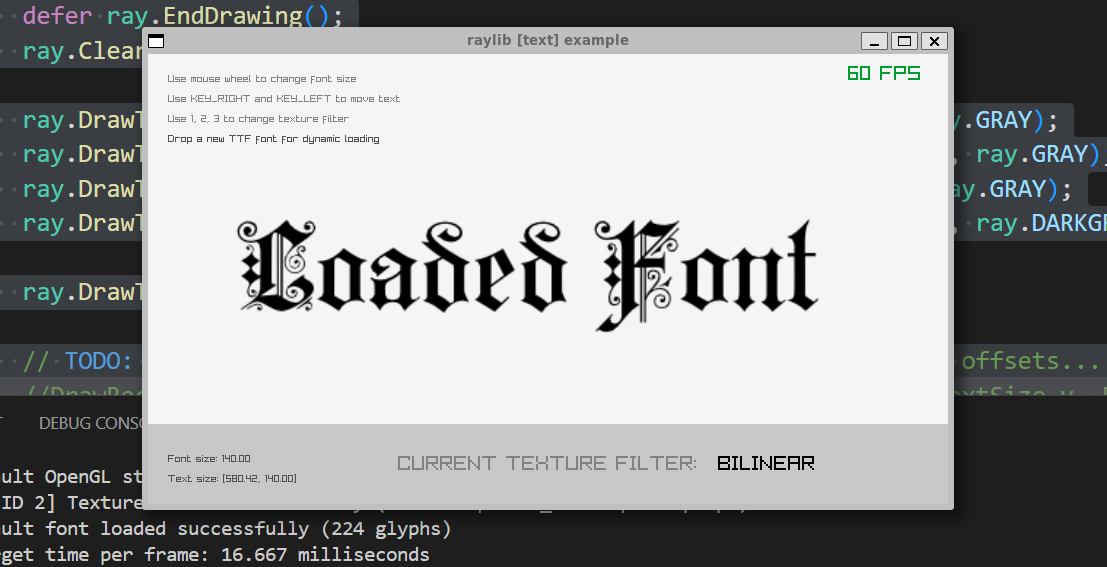 defer ray.EndDrawing();
ray.Clear
raylib [text] example
60 FPS
Use mouse wheel to change font size
Use KEY_RIGHT and KEY_LEFT to move text
Use 1, 2, 3 to change texture filter
Drop a new TTF font for dynamic loading
ray.DrawT
.GRAY);
ray.DrawT
, ray.GRAY)
ray.DrawT
.GRAY);
ray.DrawT
, ray.DARKGR
Loaded Font
ray.DrawT
// TODO:
offsets...
Font size: 140.00
Text size: [580.42, 140.00]
CURRENT TEXTURE FILTER: BILINEAR
DEBUG CONSO
ult OpenGL st
ID 2] Texture
ult font loaded successfully (224 glyphs)
get time per frame: 16.667 milliseconds